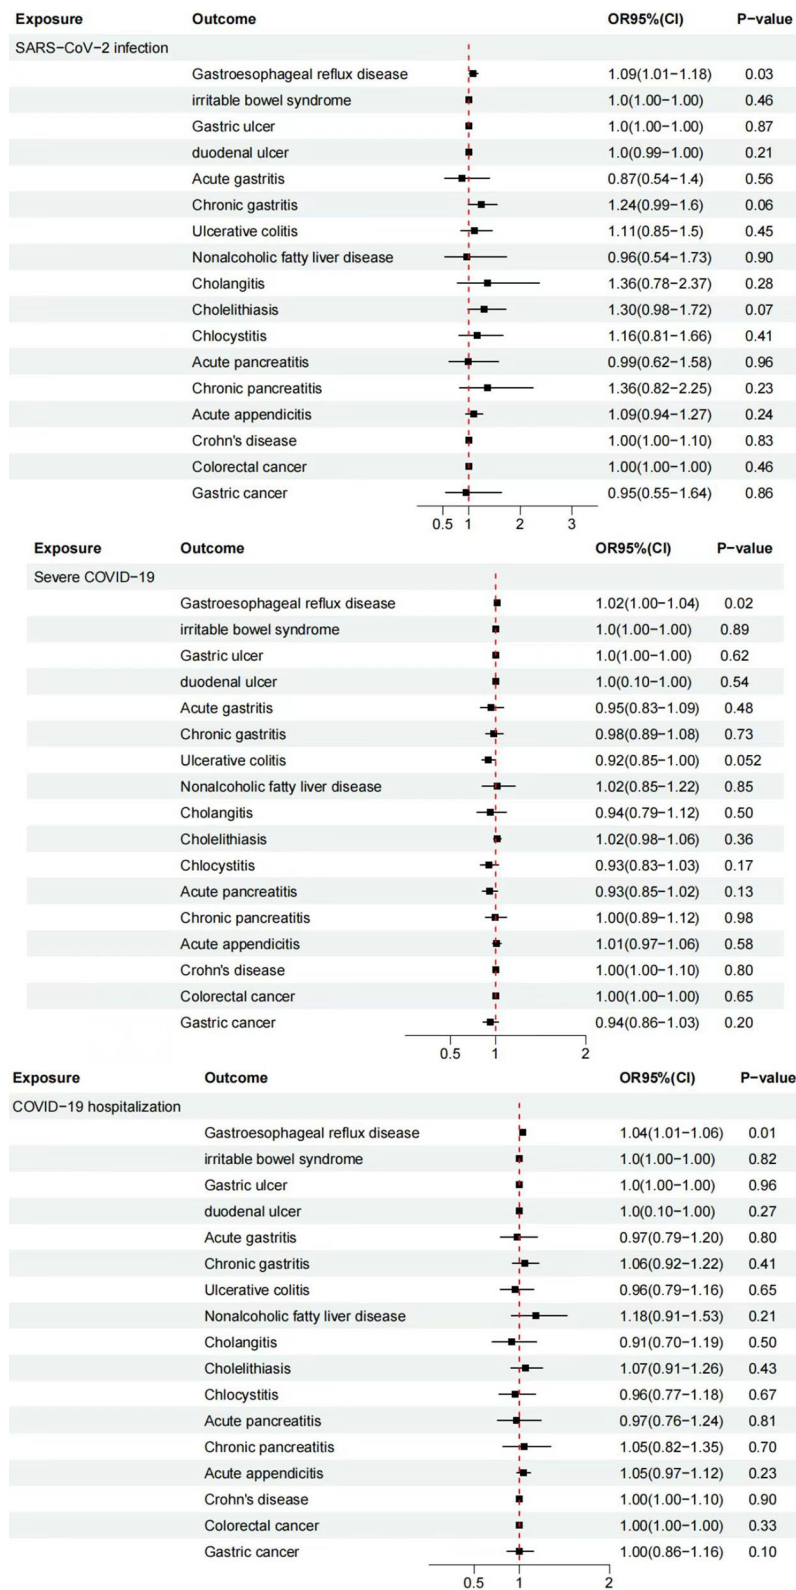 Exposure Outcome OR95%(CI) P−value
SARS−CoV−2 infection
Gastroesophageal reflux disease 1.09(1.01−1.18) 0.03
irritable bowel syndrome 1.0(1.00−1.00) 0.46
Gastric ulcer 1.0(1.00−1.00) 0.87
duodenal ulcer 1.0(0.99−1.00) 0.21
Acute gastritis 0.87(0.54−1.4) 0.56
Chronic gastritis 1.24(0.99−1.6) 0.06
Ulcerative colitis 1.11(0.85−1.5) 0.45
Nonalcoholic fatty liver disease 0.96(0.54−1.73) 0.90
Cholangitis 1.36(0.78−2.37) 0.28
Cholelithiasis 1.30(0.98−1.72) 0.07
Chlocystitis 1.16(0.81−1.66) 0.41
Acute pancreatitis 0.99(0.62−1.58) 0.96
Chronic pancreatitis 1.36(0.82−2.25) 0.23
Acute appendicitis 1.09(0.94−1.27) 0.24
Crohn's disease 1.00(1.00−1.10) 0.83
Colorectal cancer 1.00(1.00−1.00) 0.46
Gastric cancer 0.95(0.55−1.64) 0.86
0.5 1 2 3
Exposure Outcome OR95%(CI) P−value
Severe COVID−19
Gastroesophageal reflux disease 1.02(1.00−1.04) 0.02
irritable bowel syndrome 1.0(1.00−1.00) 0.89
Gastric ulcer 1.0(1.00−1.00) 0.62
duodenal ulcer 1.0(0.10−1.00) 0.54
Acute gastritis 0.95(0.83−1.09) 0.48
Chronic gastritis 0.98(0.89−1.08) 0.73
Ulcerative colitis 0.92(0.85−1.00) 0.052
Nonalcoholic fatty liver disease 1.02(0.85−1.22) 0.85
Cholangitis 0.94(0.79−1.12) 0.50
Cholelithiasis 1.02(0.98−1.06) 0.36
Chlocystitis 0.93(0.83−1.03) 0.17
Acute pancreatitis 0.93(0.85−1.02) 0.13
Chronic pancreatitis 1.00(0.89−1.12) 0.98
Acute appendicitis 1.01(0.97−1.06) 0.58
Crohn's disease 1.00(1.00−1.10) 0.80
Colorectal cancer 1.00(1.00−1.00) 0.65
Gastric cancer 0.94(0.86−1.03) 0.20
0.5 1 2
Exposure Outcome OR95%(CI) P−value
COVID−19 hospitalization
Gastroesophageal reflux disease 1.04(1.01−1.06) 0.01
irritable bowel syndrome 1.0(1.00−1.00) 0.82
Gastric ulcer 1.0(1.00−1.00) 0.96
duodenal ulcer 1.0(0.10−1.00) 0.27
Acute gastritis 0.97(0.79−1.20) 0.80
Chronic gastritis 1.06(0.92−1.22) 0.41
Ulcerative colitis 0.96(0.79−1.16) 0.65
Nonalcoholic fatty liver disease 1.18(0.91−1.53) 0.21
Cholangitis 0.91(0.70−1.19) 0.50
Cholelithiasis 1.07(0.91−1.26) 0.43
Chlocystitis 0.96(0.77−1.18) 0.67
Acute pancreatitis 0.97(0.76−1.24) 0.81
Chronic pancreatitis 1.05(0.82−1.35) 0.70
Acute appendicitis 1.05(0.97−1.12) 0.23
Crohn's disease 1.00(1.00−1.10) 0.90
Colorectal cancer 1.00(1.00−1.00) 0.33
Gastric cancer 1.00(0.86−1.16) 0.10
0.5 1 2